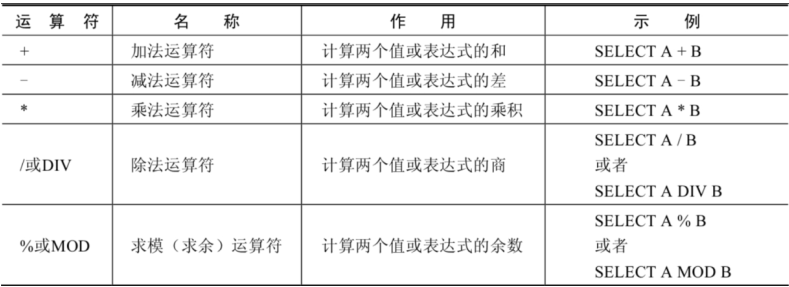 运 算 符 名 称 作 用 示 例
+ 加法运算符 计算两个值或表达式的和 SELECT A + B
- 减法运算符 计算两个值或表达式的差 SELECT A - B
* 乘法运算符 计算两个值或表达式的乘积 SELECT A * B
/或DIV 除法运算符 计算两个值或表达式的商 SELECT A / B
或者
SELECT A DIV B
%或MOD 求模（求余）运算符 计算两个值或表达式的余数 SELECT A % B
或者
SELECT A MOD B